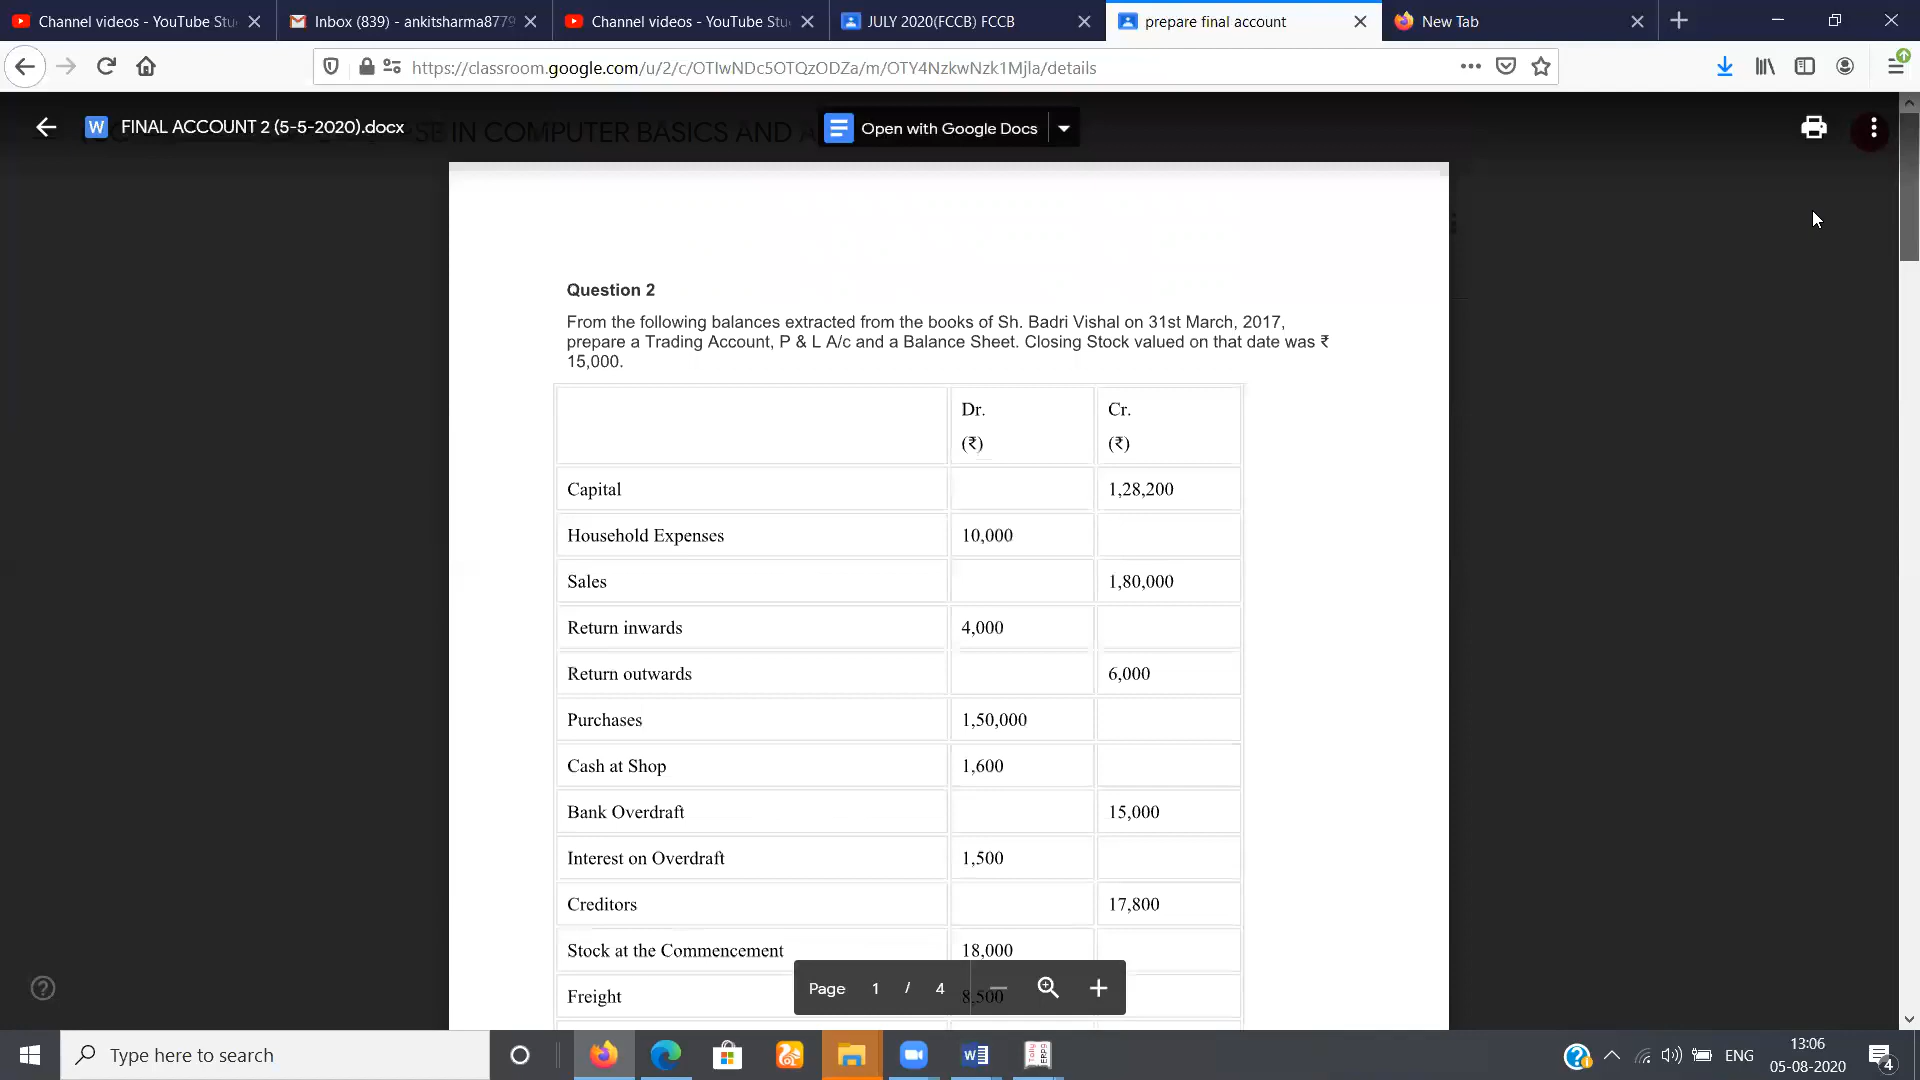 Channel videos - YouTube Stu
Inbox (839) - ankitsharma8779
Channel videos - YouTube Stu
JULY 2020(FCCB) FCCB
prepare final account
New Tab
https://classroom.google.com/u/2/c/OTIwNDc5OTQzODZa/m/OTY4NzkwNzk1Mjla/details
W FINAL ACCOUNT 2 (5-5-2020).docx
SE IN COMPUTER BASICS AND A
Open with Google Docs
Question 2
From the following balances extracted from the books of Sh. Badri Vishal on 31st March, 2017,
prepare a Trading Account, P & L A/c and a Balance Sheet. Closing Stock valued on that date was ₹
15,000.
Dr. Cr.
(₹) (₹)
Capital 1,28,200
Household Expenses 10,000
Sales 1,80,000
Return inwards 4,000
Return outwards 6,000
Purchases 1,50,000
Cash at Shop 1,600
Bank Overdraft 15,000
Interest on Overdraft 1,500
Creditors 17,800
Stock at the Commencement 18,000
Freight 8,500
Page 1 / 4
Type here to search
ENG
13:06
05-08-2020
4